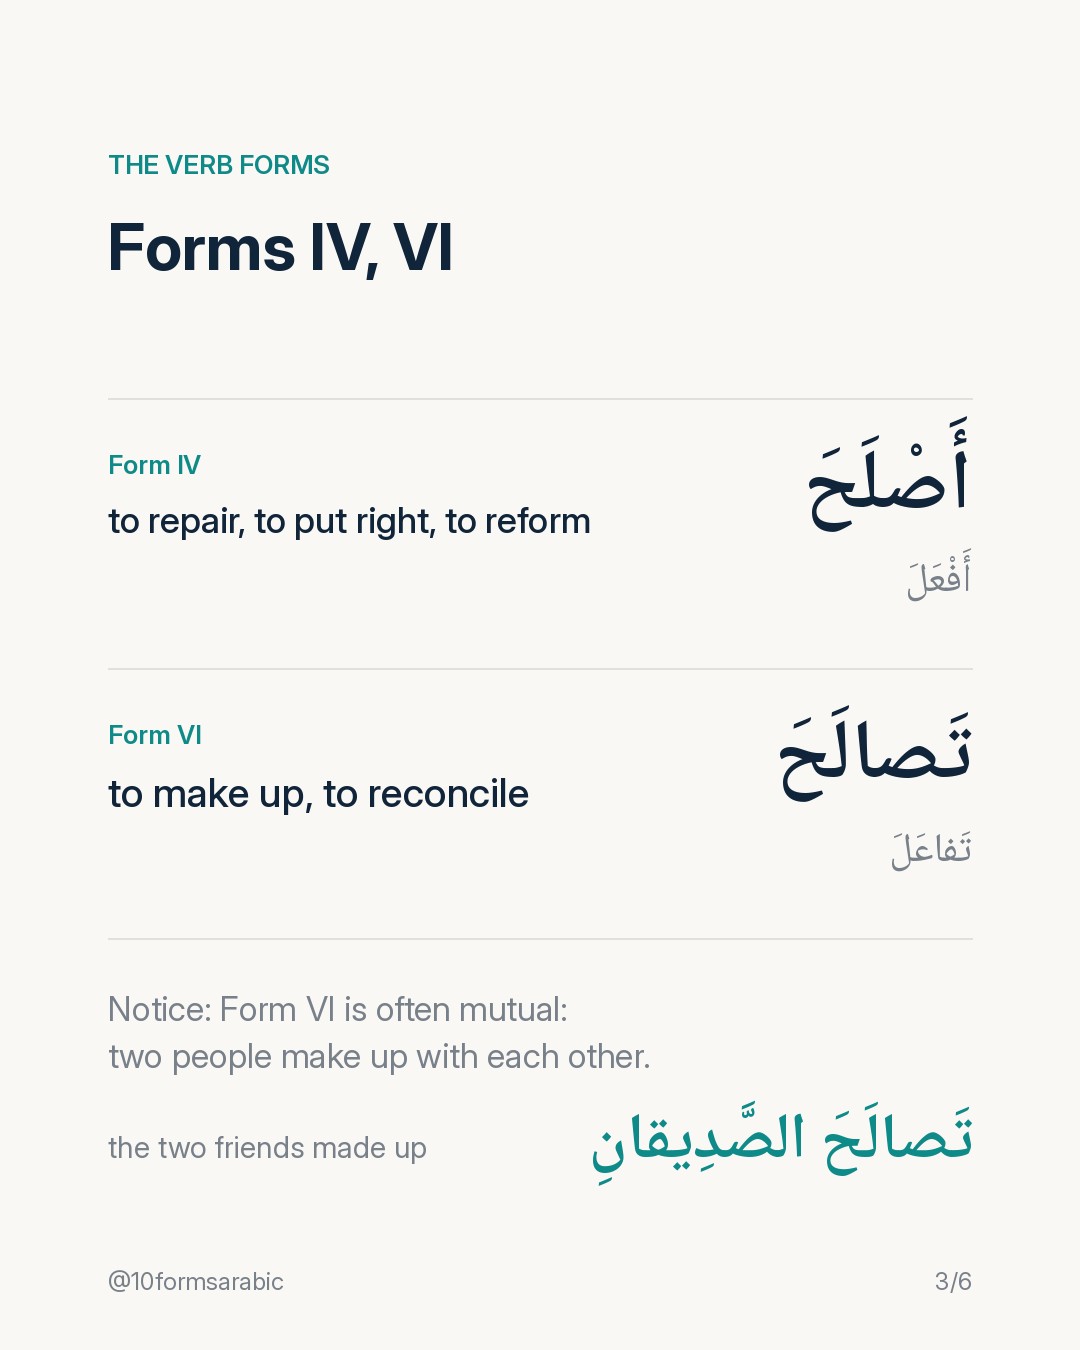 THE VERB FORMS
Forms IV, VI
Form IV
to repair, to put right, to reform
أَصْلَحَ
أَفْعَلَ
Form VI
to make up, to reconcile
تَصالَحَ
تَفاعَلَ
Notice: Form VI is often mutual:
two people make up with each other.
the two friends made up
تَصالَحَ الصَّدِيقانِ
@10formsarabic
3/6